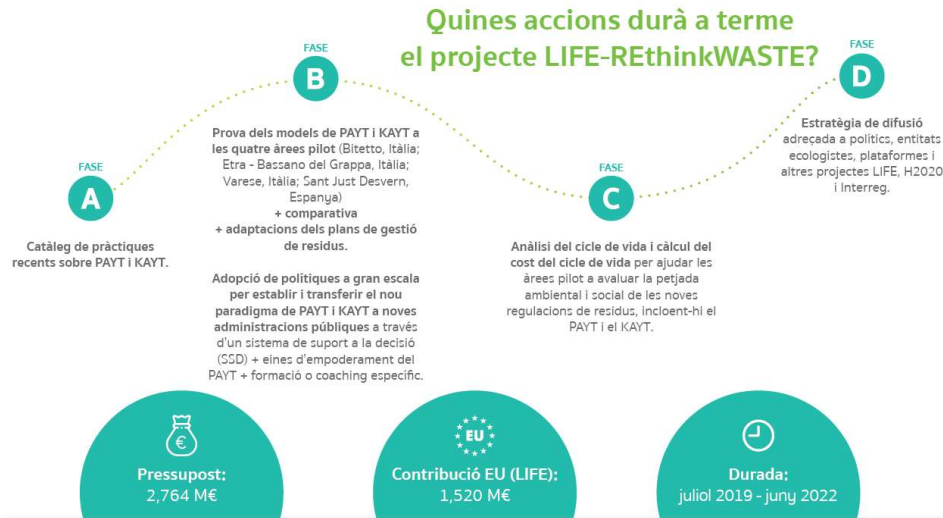 Quines accions durà a terme
el projecte LIFE-REthinkWASTE?
FASE
A
Catàleg de pràctiques
recents sobre PAYT i KAYT.
FASE
B
Prova dels models de PAYT i KAYT a
les quatre àrees pilot (Bitetto, Itàlia;
Etra - Bassano del Grappa, Itàlia;
Varese, Itàlia; Sant Just Desvern,
Espanya)
+ comparativa
+ adaptacions dels plans de gestió
de residus.
Adopció de polítiques a gran escala
per establir i transferir el nou
paradigma de PAYT i KAYT a noves
administracions públiques a través
d'un sistema de suport a la decisió
(SSD) + eines d'empoderament del
PAYT + formació o coaching específic.
FASE
C
Anàlisi del cicle de vida i càlcul del
cost del cicle de vida per ajudar les
àrees pilot a avaluar la petjada
ambiental i social de les noves
regulacions de residus, incloent-hi el
PAYT i el KAYT.
FASE
D
Estratègia de difusió
adreçada a polítics, entitats
ecologistes, plataformes i
altres projectes LIFE, H2020
i Interreg.
€
Pressupost:
2,764 M€
EU
Contribució EU (LIFE):
1,520 M€
Durada:
juliol 2019 - juny 2022